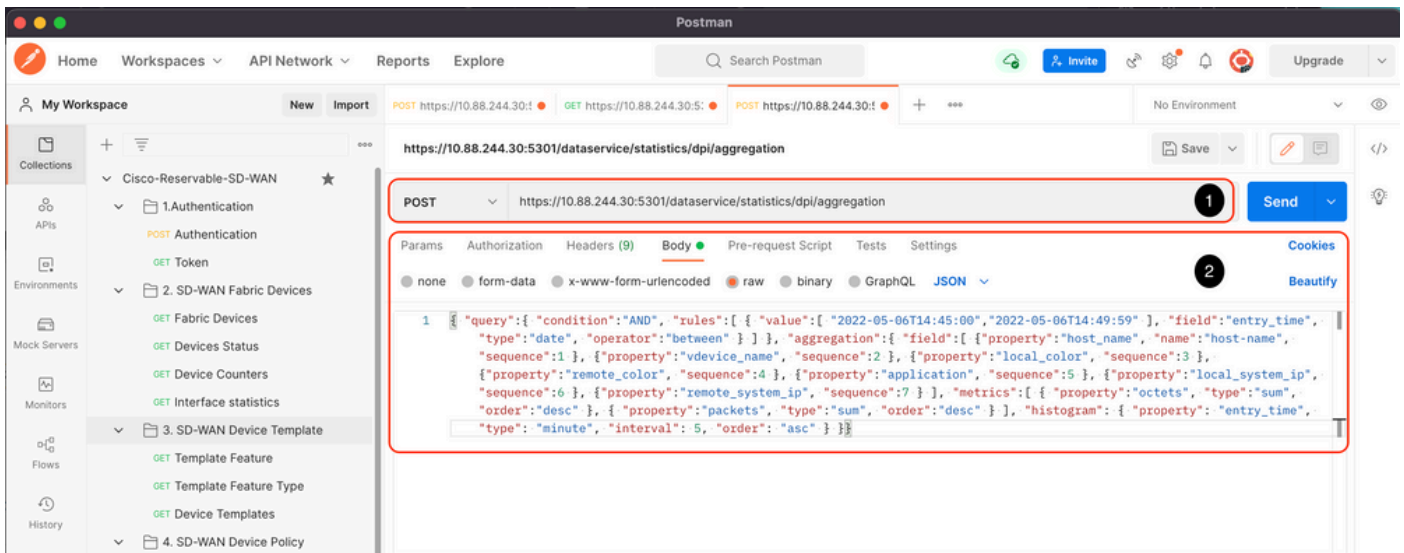 Postman
Home Workspaces API Network Reports Explore Search Postman Invite Upgrade
My Workspace New Import POST https://10.88.244.30:! GET https://10.88.244.30:5: POST https://10.88.244.30:! No Environment
Collections
APIs
Environments
Mock Servers
Monitors
Flows
History
Cisco-Reservable-SD-WAN
1.Authentication
POST Authentication
GET Token
2. SD-WAN Fabric Devices
GET Fabric Devices
GET Devices Status
GET Device Counters
GET Interface statistics
3. SD-WAN Device Template
GET Template Feature
GET Template Feature Type
GET Device Templates
4. SD-WAN Device Policy
https://10.88.244.30:5301/dataservice/statistics/dpi/aggregation Save </>
POST https://10.88.244.30:5301/dataservice/statistics/dpi/aggregation 1 Send
Params Authorization Headers (9) Body Pre-request Script Tests Settings Cookies
2
none form-data x-www-form-urlencoded raw binary GraphQL JSON Beautify
1 { "query":{ "condition":"AND", "rules":[ { "value":[ "2022-05-06T14:45:00","2022-05-06T14:49:59" ], "field":"entry_time",
"type":"date", "operator":"between" } ] }, "aggregation":{ "field":[ {"property":"host_name", "name":"host-name",
"sequence":1 }, {"property":"vdevice_name", "sequence":2 }, {"property":"local_color", "sequence":3 },
{"property":"remote_color", "sequence":4 }, {"property":"application", "sequence":5 }, {"property":"local_system_ip",
"sequence":6 }, {"property":"remote_system_ip", "sequence":7 } ], "metrics":[ { "property":"octets", "type":"sum",
"order":"desc" }, { "property":"packets", "type":"sum", "order":"desc" } ], "histogram": { "property": "entry_time",
"type": "minute", "interval": 5, "order": "asc" } }}